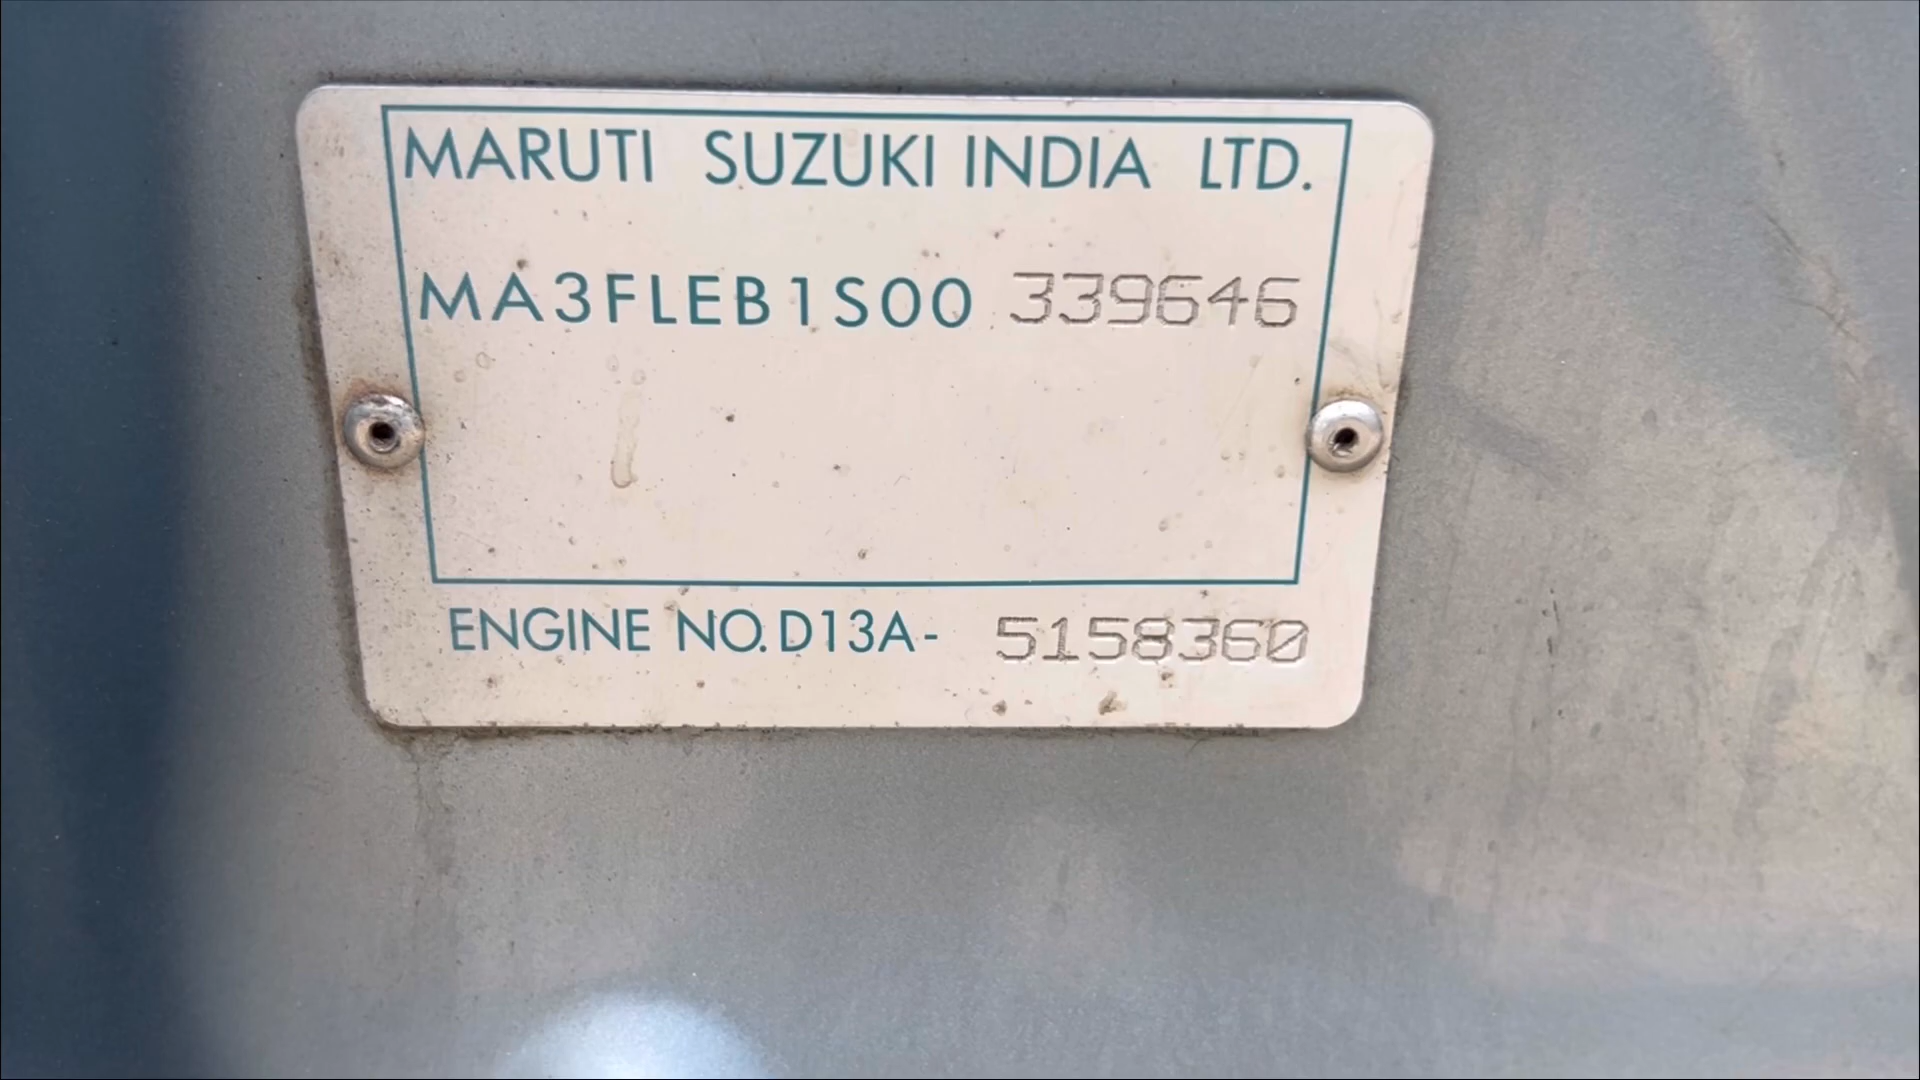 MARUTI SUZUKI INDIA LTD.
MA3FLEB1S00 339646
ENGINE NO. D13A- 5158360